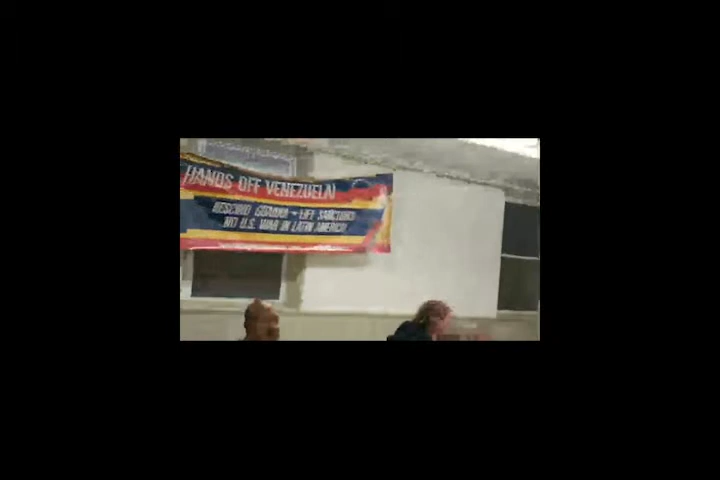 HANDS OFF VENEZUELA!
RESCIND – LIFT SANCTIONS
NO U.S. WAR IN LATIN AMERICA!